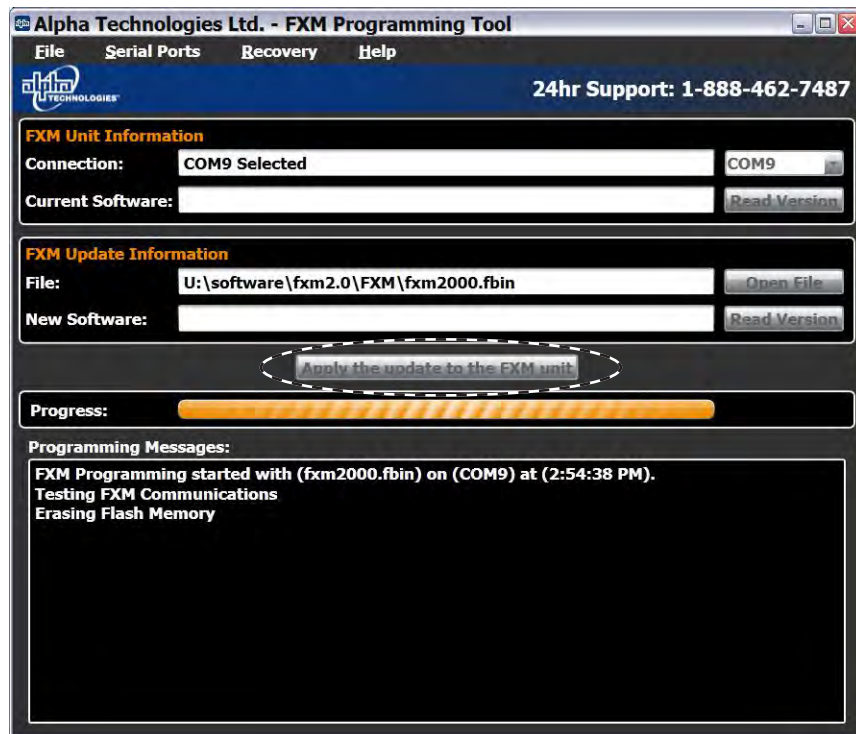 Alpha Technologies Ltd. - FXM Programming Tool
File Serial Ports Recovery Help
Alpha TECHNOLOGIES 24hr Support: 1-888-462-7487
FXM Unit Information
Connection: COM9 Selected COM9
Current Software: Read Version
FXM Update Information
File: U:\software\fxm2.0\FXM\fxm2000.fbin Open File
New Software: Read Version
Apply the update to the FXM unit
Progress:
Programming Messages:
FXM Programming started with (fxm2000.fbin) on (COM9) at (2:54:38 PM).
Testing FXM Communications
Erasing Flash Memory